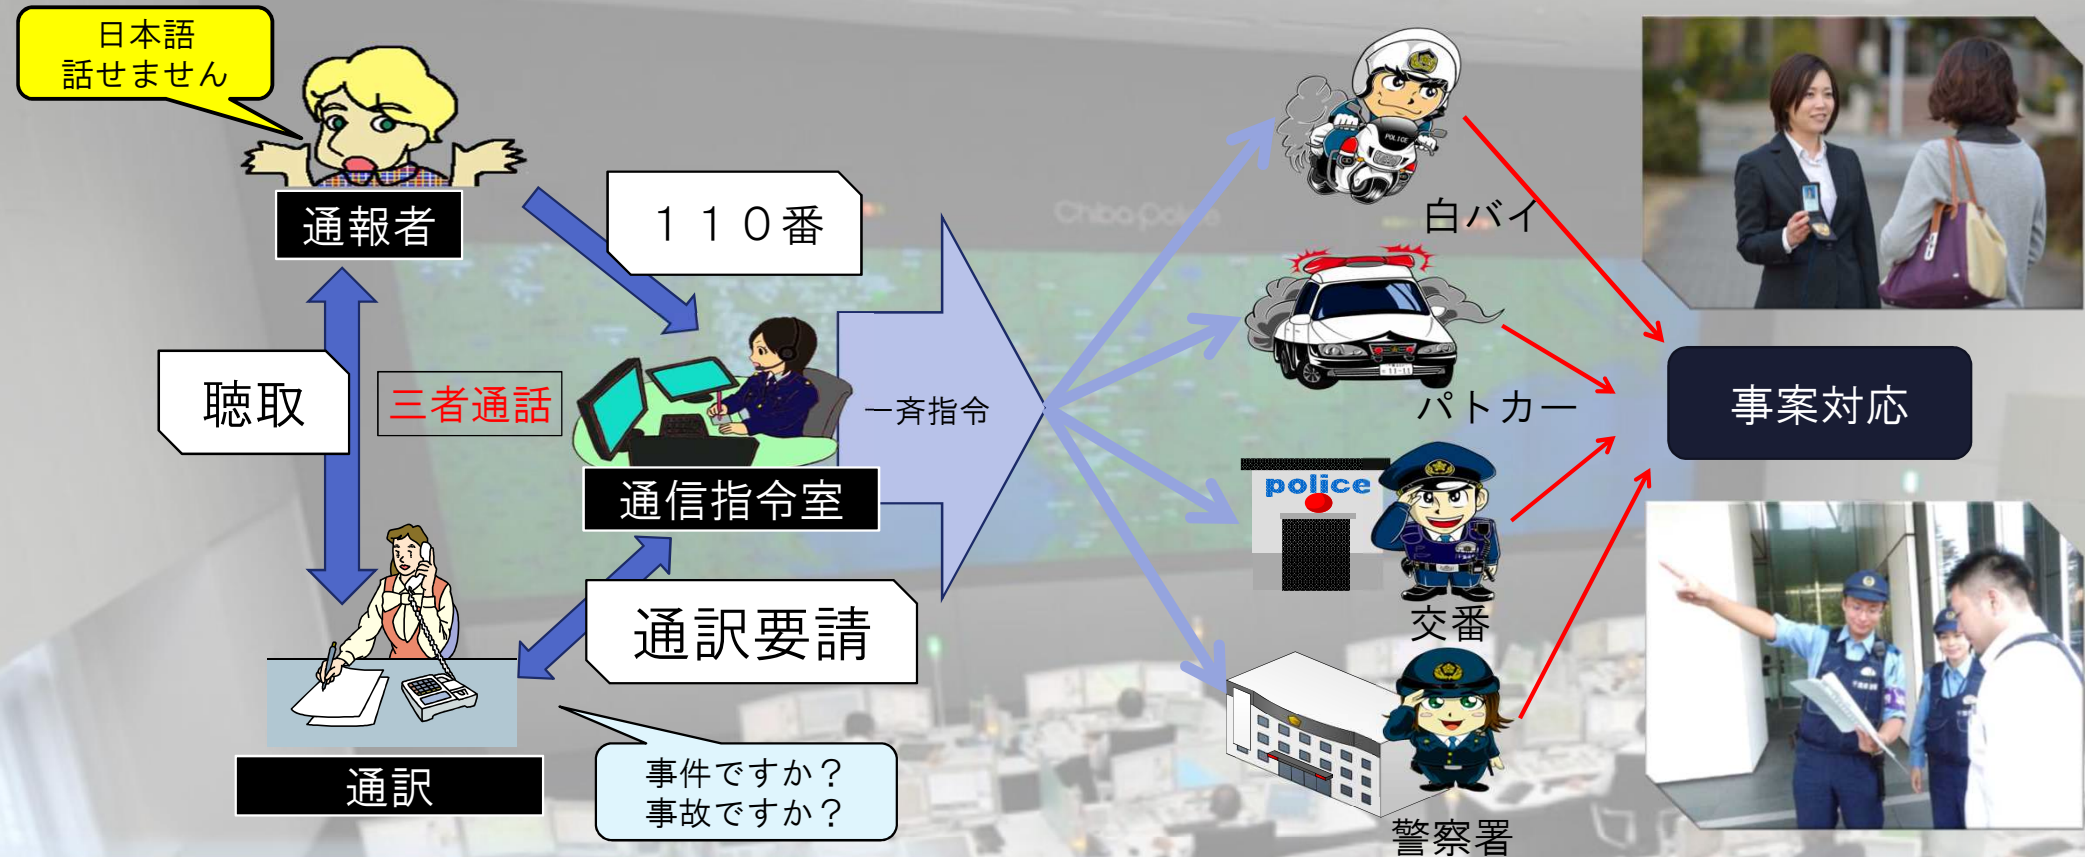 日本語
話せません
通報者
110番
聴取
三者通話
通信指令室
一斉指令
通訳要請
通訳
事件ですか?
事故ですか?
Chiba Police
POLICE
白バイ
パトカー
police
交番
警察署
事案対応